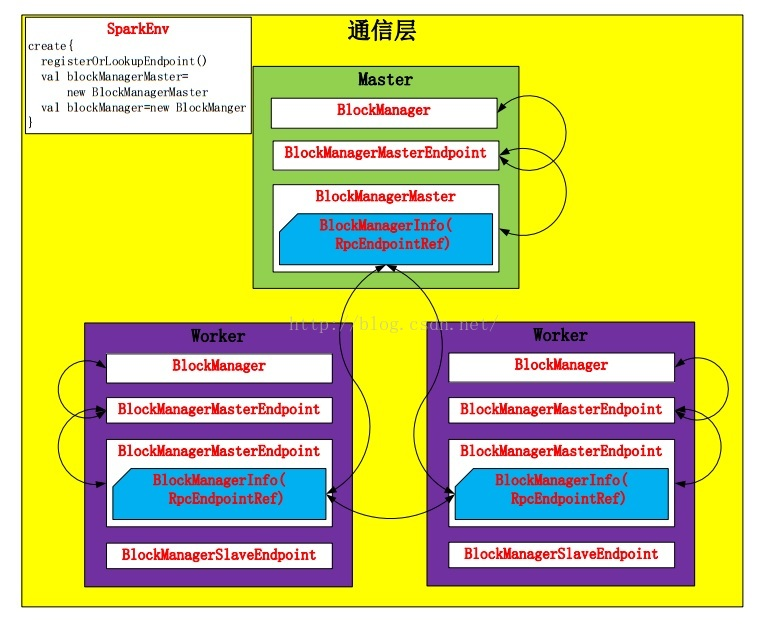 通信层
SparkEnv
create{
registerOrLookupEndpoint()
val blockManagerMaster=
new BlockManagerMaster
val blockManager=new BlockManger
}
Master
BlockManager
BlockManagerMasterEndpoint
BlockManagerMaster
BlockManagerInfo(
RpcEndpointRef)
http://blog.csdn.net/
Worker
BlockManager
BlockManagerMasterEndpoint
BlockManagerMasterEndpoint
BlockManagerInfo(
RpcEndpointRef)
BlockManagerSlaveEndpoint
Worker
BlockManager
BlockManagerMasterEndpoint
BlockManagerMasterEndpoint
BlockManagerInfo(
RpcEndpointRef)
BlockManagerSlaveEndpoint